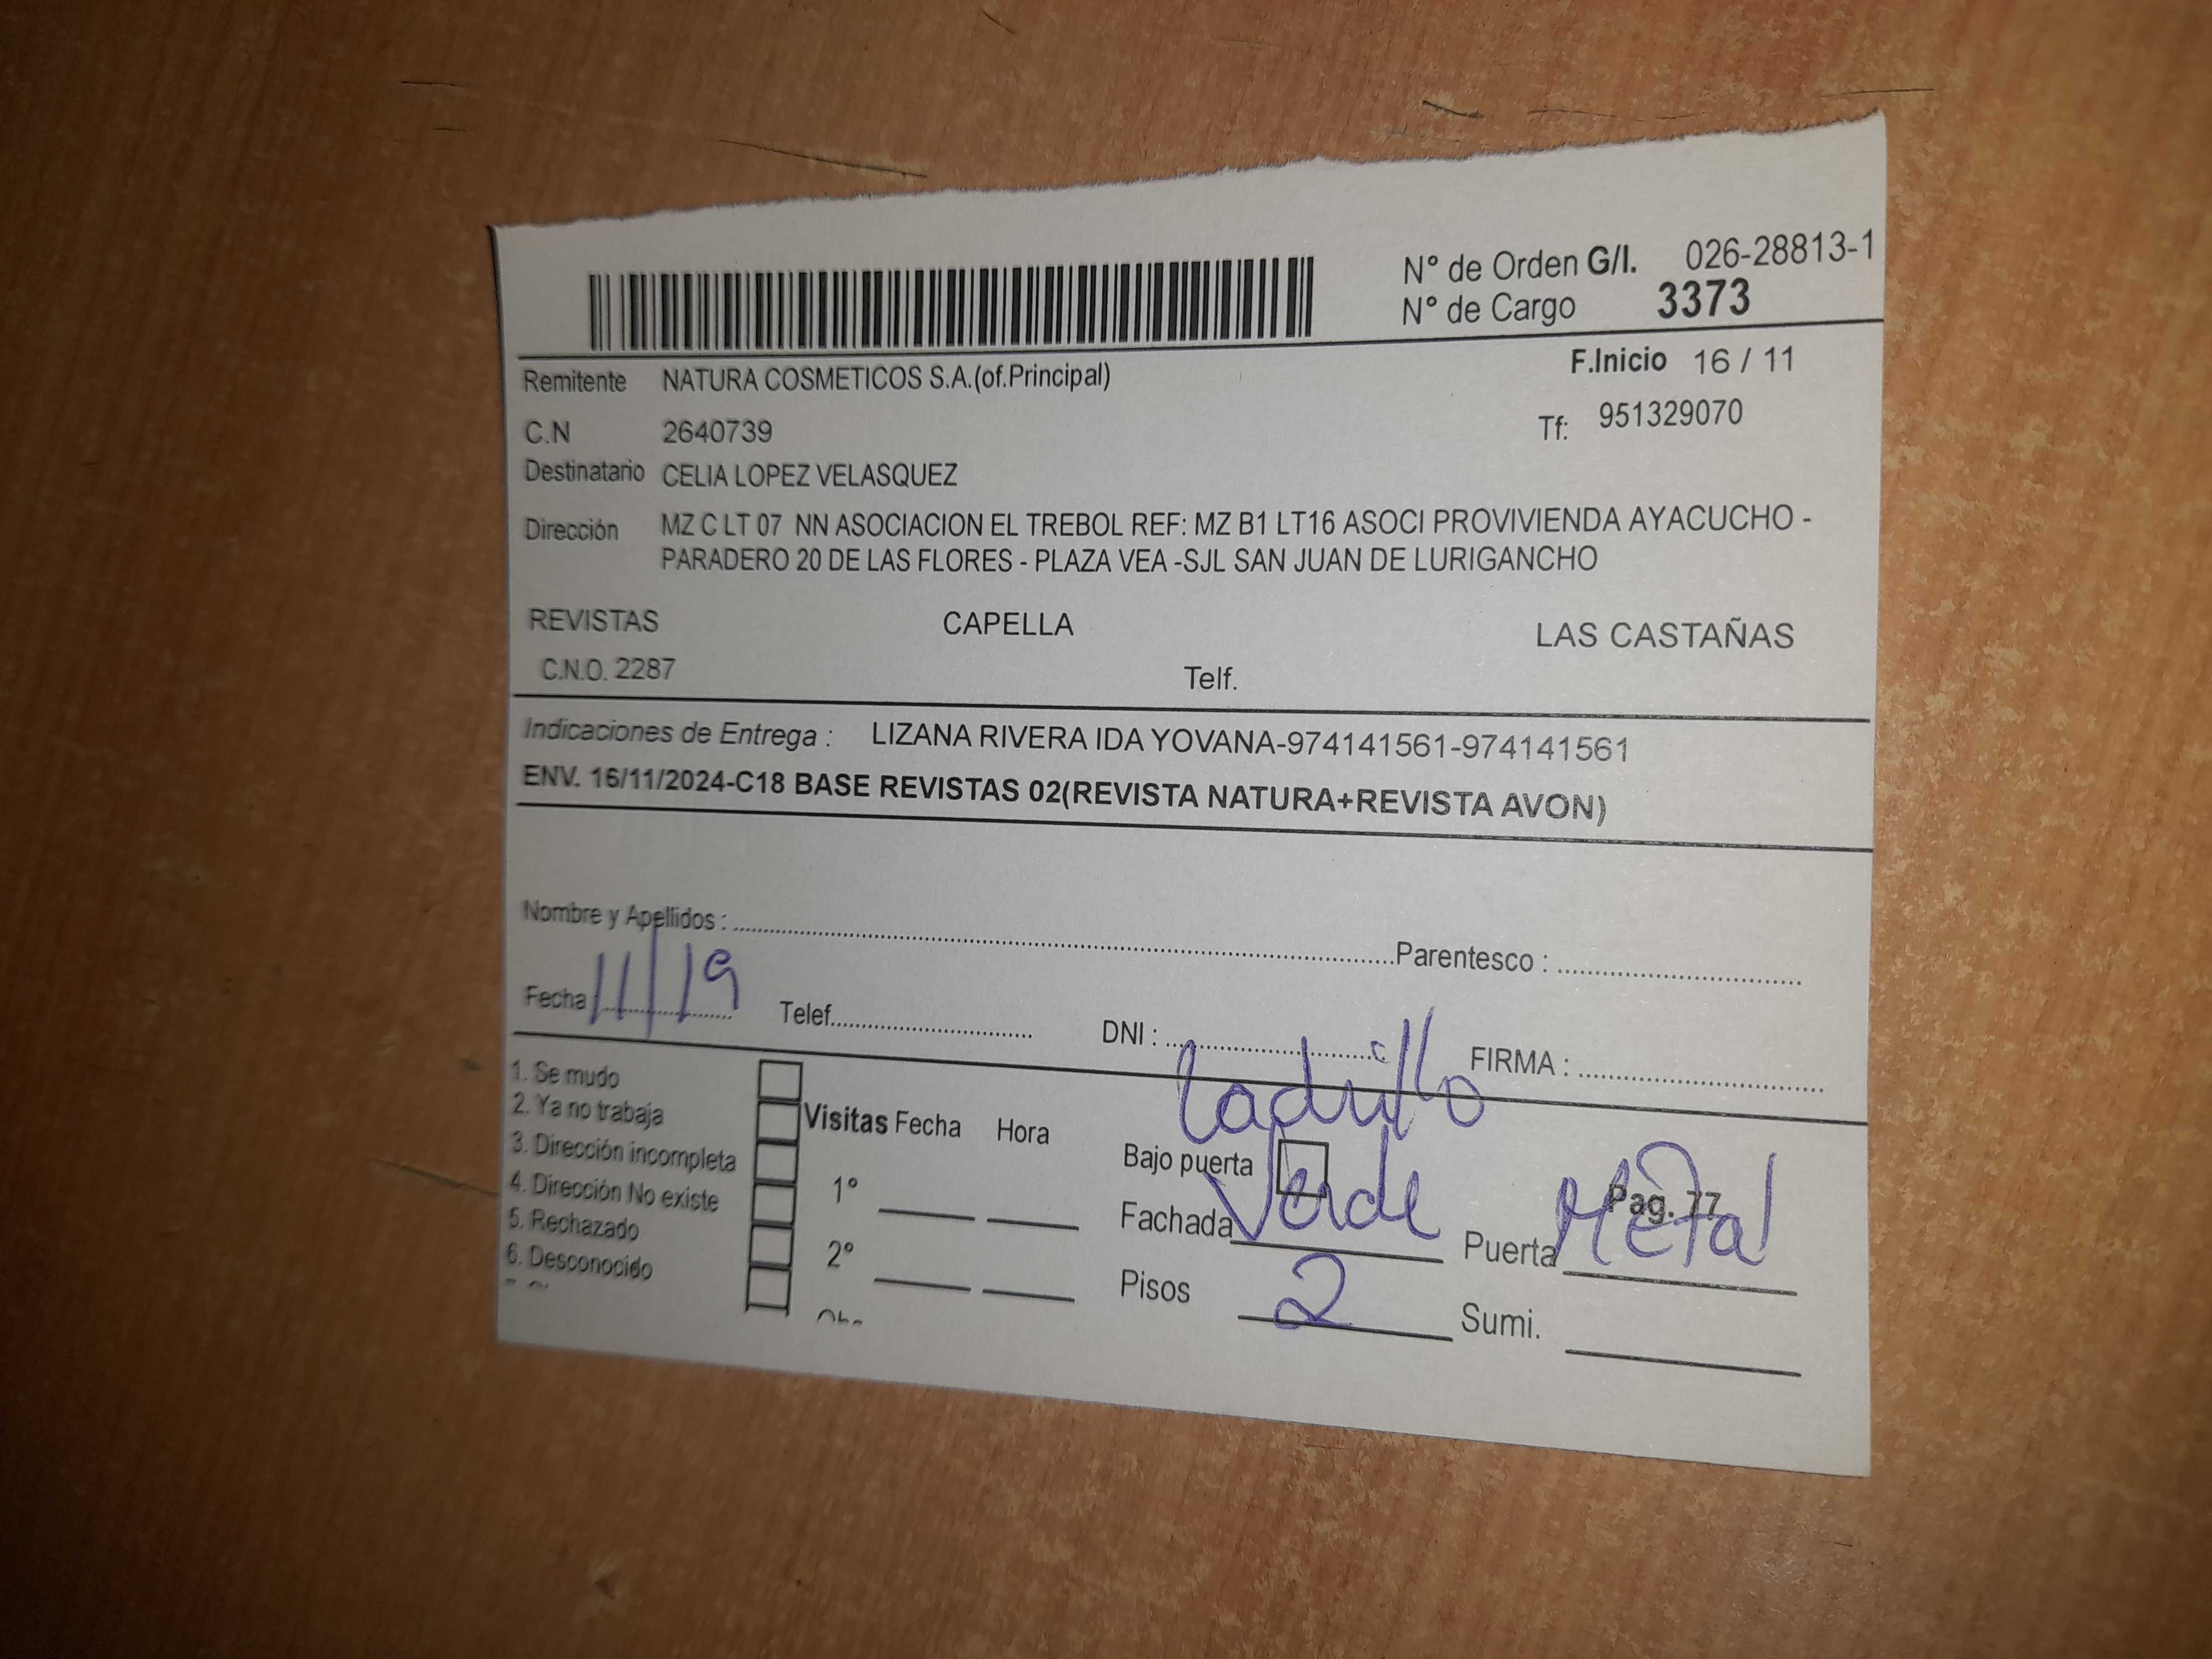 N° de Orden G/I. 026-28813-1
N° de Cargo 3373
F.Inicio 16 / 11
Remitente NATURA COSMETICOS S.A.(of.Principal)
C.N 2640739 Tf: 951329070
Destinatario CELIA LOPEZ VELASQUEZ
Dirección MZ C LT 07 NN ASOCIACION EL TREBOL REF: MZ B1 LT16 ASOCI PROVIVIENDA AYACUCHO -
PARADERO 20 DE LAS FLORES - PLAZA VEA -SJL SAN JUAN DE LURIGANCHO
REVISTAS CAPELLA LAS CASTAÑAS
C.N.O. 2287 Telf.
Indicaciones de Entrega : LIZANA RIVERA IDA YOVANA-974141561-974141561
ENV. 16/11/2024-C18 BASE REVISTAS 02(REVISTA NATURA+REVISTA AVON)
Nombre y Apellidos : Parentesco :
Fecha 11/19 Telef. DNI : FIRMA :
Ladrillo
1. Se mudo
2. Ya no trabaja
3. Dirección incompleta
4. Dirección No existe
5. Rechazado
6. Desconocido
Visitas Fecha Hora
1°
2°
Bajo puerta
Pag. 77
Fachada Verde Puerta Metal
Pisos 2 Sumi.